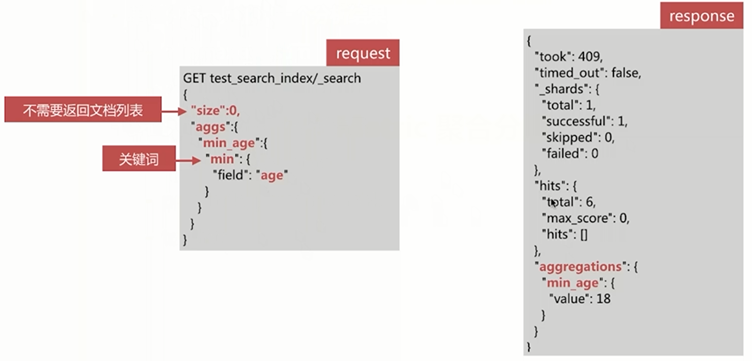 request
GET test_search_index/_search
{
"size":0,
"aggs":{
"min_age":{
"min": {
"field": "age"
}
}
}
}
不需要返回文档列表
关键词
response
{
"took": 409,
"timed_out": false,
"_shards": {
"total": 1,
"successful": 1,
"skipped": 0,
"failed": 0
},
"hits": {
"total": 6,
"max_score": 0,
"hits": []
},
"aggregations": {
"min_age": {
"value": 18
}
}
}